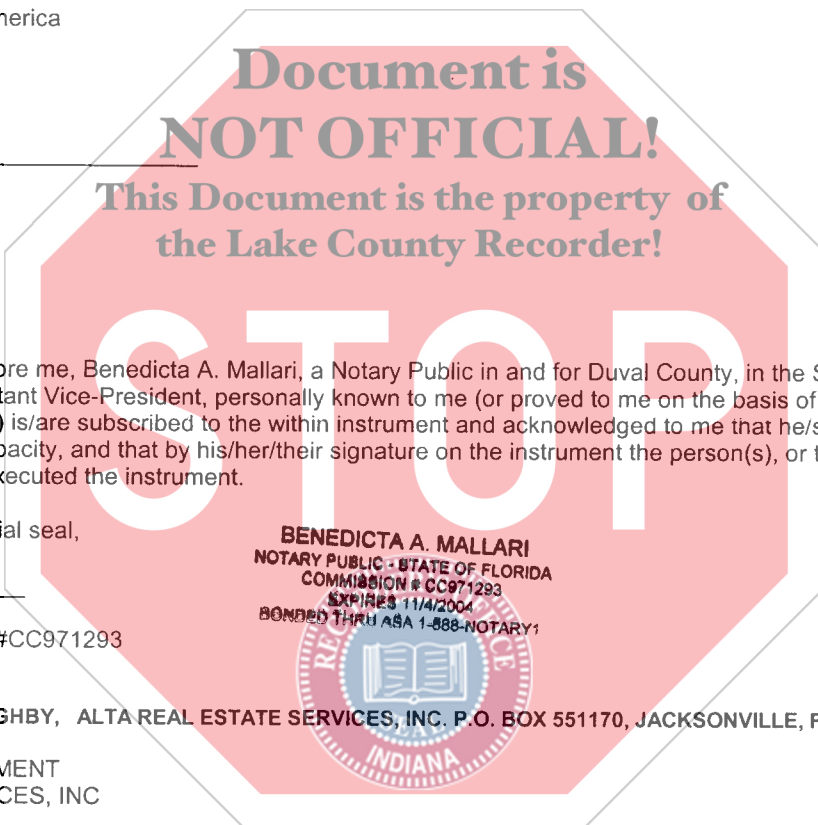 nerica
Document is
NOT OFFICIAL!
This Document is the property of
the Lake County Recorder!
STOP
ore me, Benedicta A. Mallari, a Notary Public in and for Duval County, in the S
tant Vice-President, personally known to me (or proved to me on the basis of
) is/are subscribed to the within instrument and acknowledged to me that he/s
pacity, and that by his/her/their signature on the instrument the person(s), or t
xecuted the instrument.
ial seal,
BENEDICTA A. MALLARI
NOTARY PUBLIC - STATE OF FLORIDA
COMMISSION # CC971293
EXPIRES 11/4/2004
BONDED THRU ASA 1-888-NOTARY1
#CC971293
RECORDER'S OFFICE
SEAL
INDIANA
GHBY, ALTA REAL ESTATE SERVICES, INC. P.O. BOX 551170, JACKSONVILLE, F
MENT
CES, INC